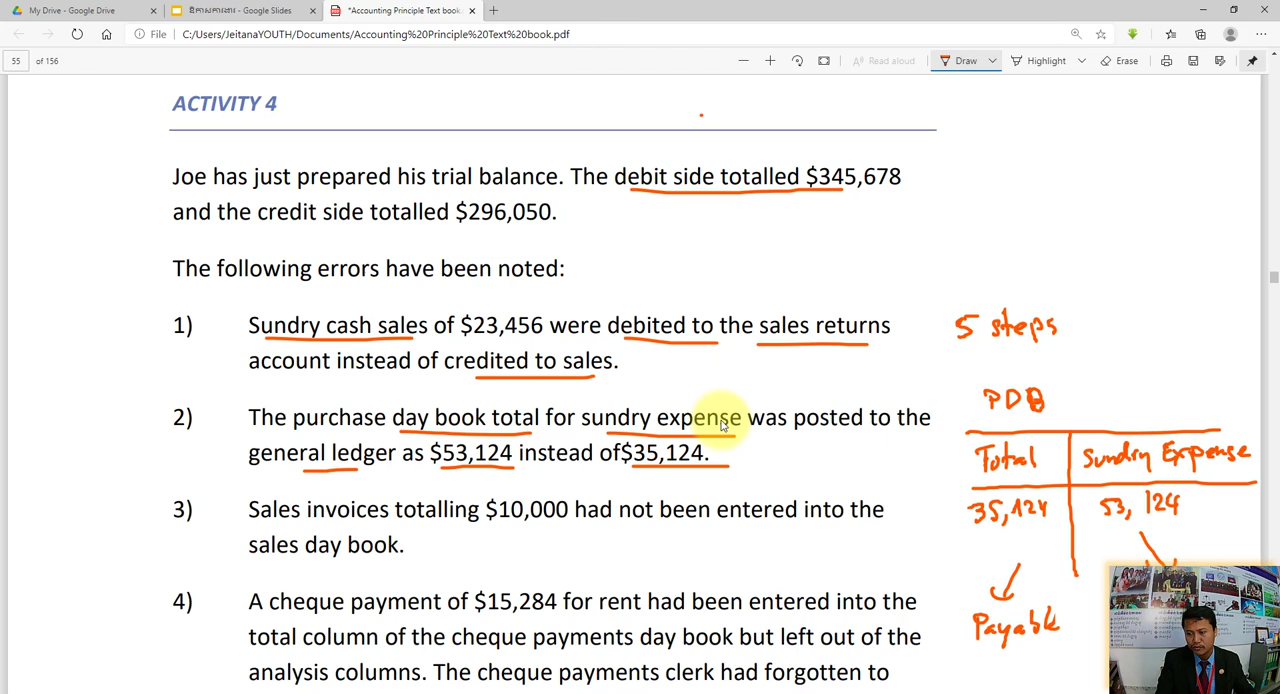 My Drive - Google Drive
និតិសាស្ត្រ - Google Slides
*Accounting Principle Text book.
File
C:/Users/JeitanaYOUTH/Documents/Accounting%20Principle%20Text%20book.pdf
55 of 156
Read aloud
Draw
Highlight
Erase
ACTIVITY 4
Joe has just prepared his trial balance. The debit side totalled $345,678
and the credit side totalled $296,050.
The following errors have been noted:
1) Sundry cash sales of $23,456 were debited to the sales returns
account instead of credited to sales.
5 steps
2) The purchase day book total for sundry expense was posted to the
general ledger as $53,124 instead of$35,124.
PDB
Total Sundry Expense
35,124 53,124
3) Sales invoices totalling $10,000 had not been entered into the
sales day book.
Payable
4) A cheque payment of $15,284 for rent had been entered into the
total column of the cheque payments day book but left out of the
analysis columns. The cheque payments clerk had forgotten to